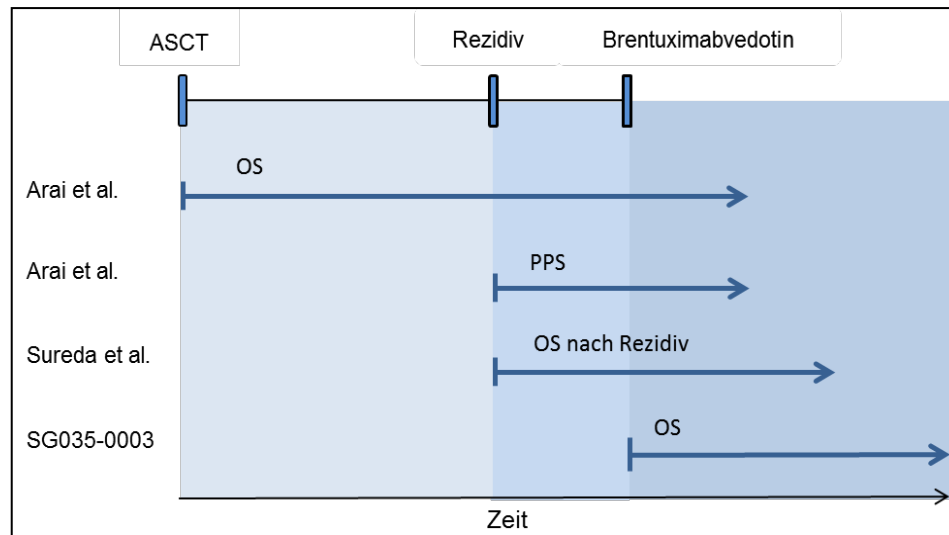 ASCT
Rezidiv
Brentuximabvedotin
Arai et al.
OS
Arai et al.
PPS
Sureda et al.
OS nach Rezidiv
SG035-0003
OS
Zeit